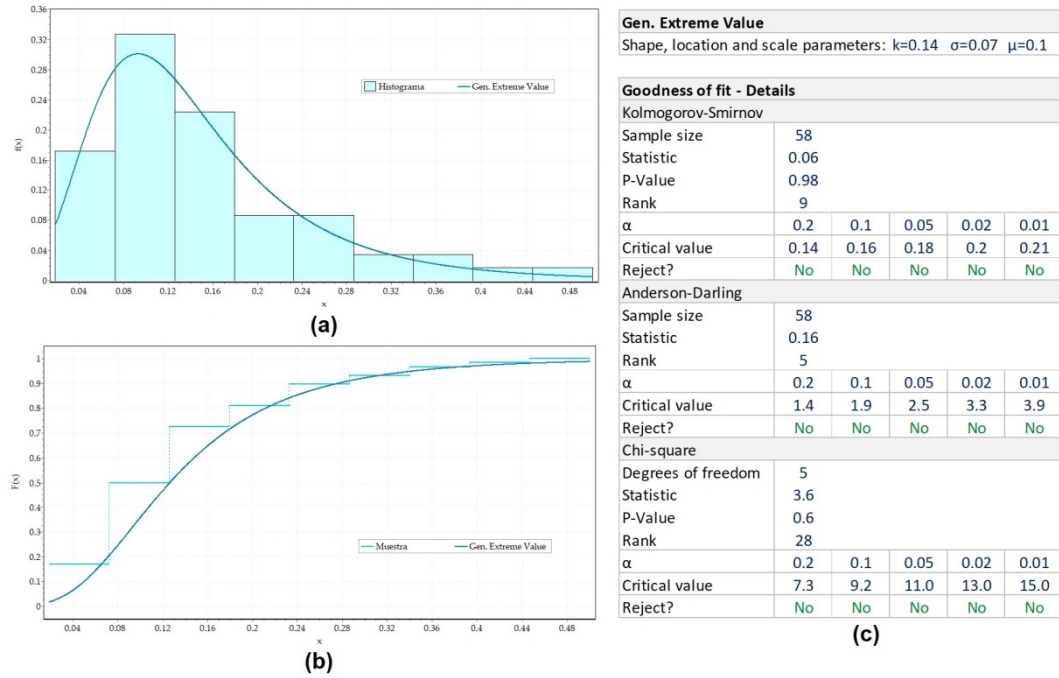 0.36
0.32
0.28
0.24
0.2
0.16
0.12
0.08
0.04
0
f(x)
Histograma Gen. Extreme Value
0.04 0.08 0.12 0.16 0.2 0.24 0.28 0.32 0.36 0.4 0.44 0.48
x
(a)
1
0.9
0.8
0.7
0.6
0.5
0.4
0.3
0.2
0.1
0
F(x)
Muestra Gen. Extreme Value
0.04 0.08 0.12 0.16 0.2 0.24 0.28 0.32 0.36 0.4 0.44 0.48
x
(b)
Gen. Extreme Value
Shape, location and scale parameters: k=0.14 σ=0.07 μ=0.1
Goodness of fit - Details
Kolmogorov-Smirnov
Sample size 58
Statistic 0.06
P-Value 0.98
Rank 9
α 0.2 0.1 0.05 0.02 0.01
Critical value 0.14 0.16 0.18 0.2 0.21
Reject? No No No No No
Anderson-Darling
Sample size 58
Statistic 0.16
Rank 5
α 0.2 0.1 0.05 0.02 0.01
Critical value 1.4 1.9 2.5 3.3 3.9
Reject? No No No No No
Chi-square
Degrees of freedom 5
Statistic 3.6
P-Value 0.6
Rank 28
α 0.2 0.1 0.05 0.02 0.01
Critical value 7.3 9.2 11.0 13.0 15.0
Reject? No No No No No
(c)